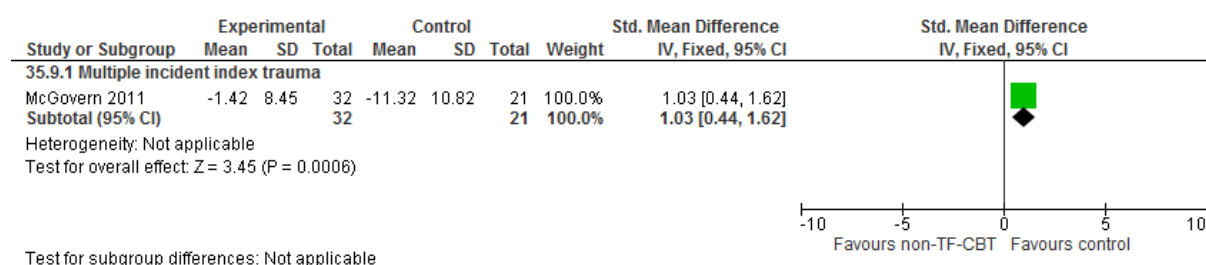 Experimental Control Std. Mean Difference Std. Mean Difference
Study or Subgroup Mean SD Total Mean SD Total Weight IV, Fixed, 95% CI IV, Fixed, 95% CI
35.9.1 Multiple incident index trauma
McGovern 2011 -1.42 8.45 32 -11.32 10.82 21 100.0% 1.03 [0.44, 1.62]
Subtotal (95% CI) 32 21 100.0% 1.03 [0.44, 1.62]
Heterogeneity: Not applicable
Test for overall effect: Z = 3.45 (P = 0.0006)
-10 -5 0 5 10
Favours non-TF-CBT Favours control
Test for subgroup differences: Not applicable